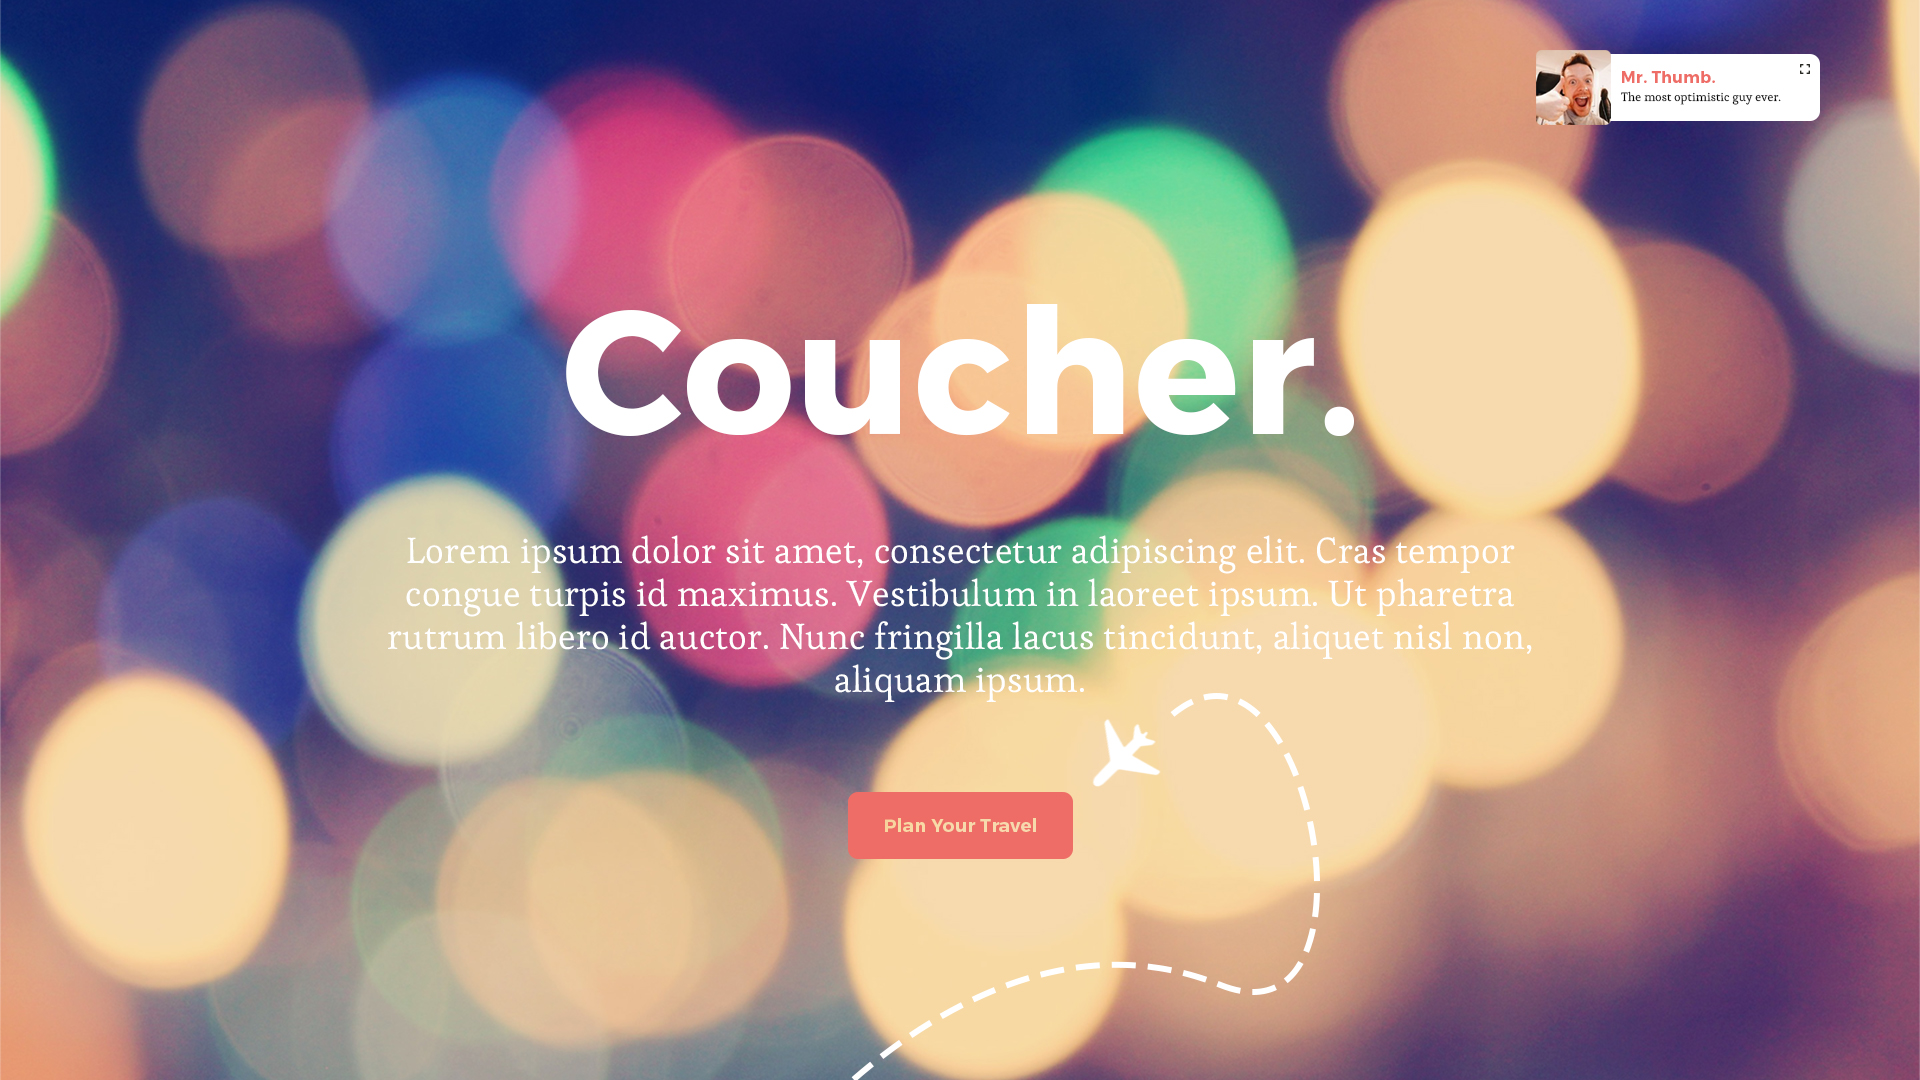 Mr. Thumb.
The most optimistic guy ever.
Coucher.
Lorem ipsum dolor sit amet, consectetur adipiscing elit. Cras tempor
congue turpis id maximus. Vestibulum in laoreet ipsum. Ut pharetra
rutrum libero id auctor. Nunc fringilla lacus tincidunt, aliquet nisl non,
aliquam ipsum.
Plan Your Travel